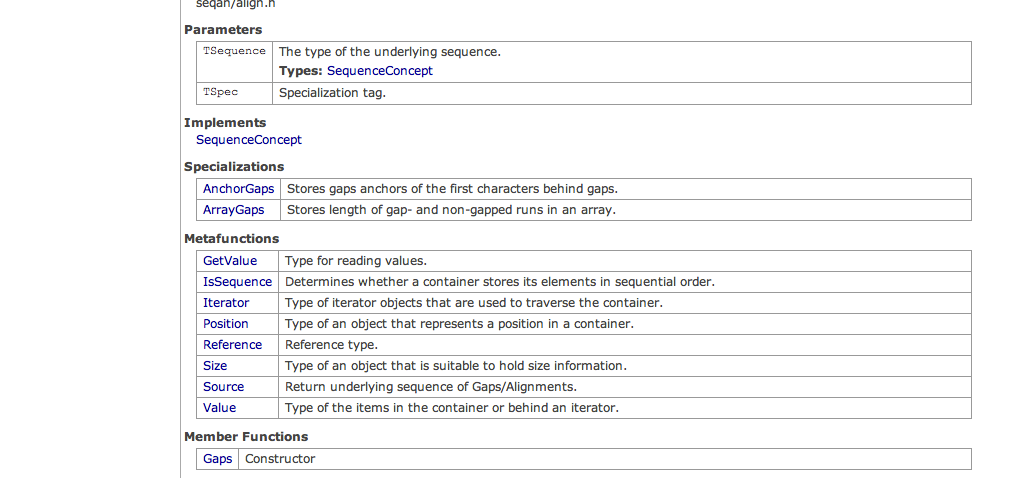 seqan/align.h
Parameters
TSequence The type of the underlying sequence.
Types: SequenceConcept
TSpec Specialization tag.
Implements
SequenceConcept
Specializations
AnchorGaps Stores gaps anchors of the first characters behind gaps.
ArrayGaps Stores length of gap- and non-gapped runs in an array.
Metafunctions
GetValue Type for reading values.
IsSequence Determines whether a container stores its elements in sequential order.
Iterator Type of iterator objects that are used to traverse the container.
Position Type of an object that represents a position in a container.
Reference Reference type.
Size Type of an object that is suitable to hold size information.
Source Return underlying sequence of Gaps/Alignments.
Value Type of the items in the container or behind an iterator.
Member Functions
Gaps Constructor